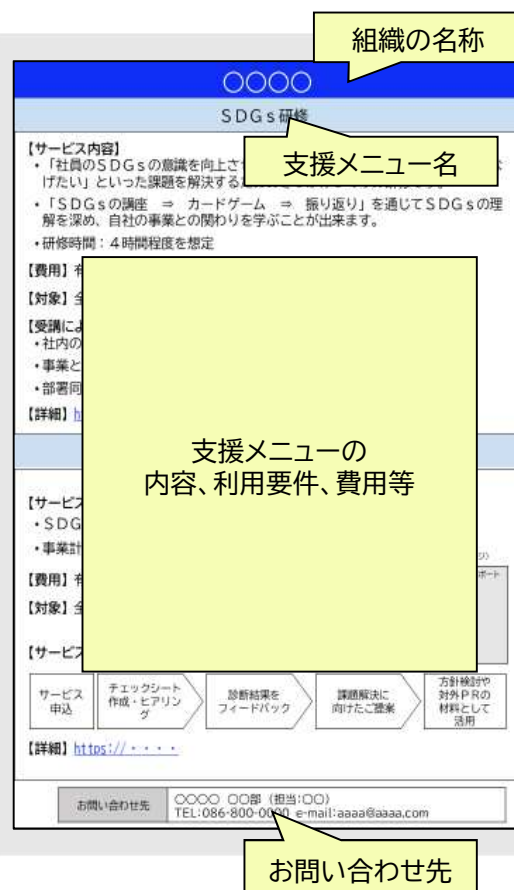 組織の名称
○○○○
SDGs研修
支援メニュー名
【サービス内容】
・「社員のSDGsの意識を向上さ
げたい」といった課題を解決する
・「SDGsの講座 ⇒ カードゲーム ⇒ 振り返り」を通じてSDGsの理
解を深め、自社の事業との関わりを学ぶことが出来ます。
・研修時間:4時間程度を想定
【費用】有
【対象】全
【受講によ
・社内の
・事業と
・部署同
【詳細】h
支援メニューの
内容、利用要件、費用等
【サービス
・SDG
・事業計
【費用】有
【対象】全
【サービス
サービス
申込
チェックシート
作成・ヒアリン
グ
診断結果を
フィードバック
課題解決に
向けたご提案
方針検討や
対外PRの
材料として
活用
【詳細】https://・・・・
お問い合わせ先
○○○○ ○○部 (担当:○○)
TEL:086-800-0000 e-mail:aaaa@aaaa.com
お問い合わせ先